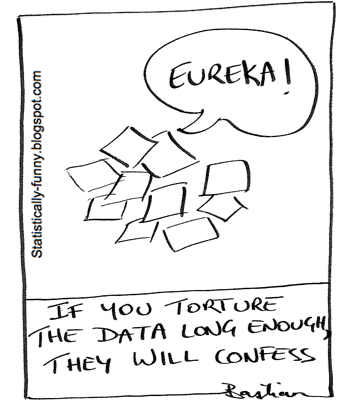 EUREKA!
Statistically-funny.blogspot.com
IF YOU TORTURE
THE DATA LONG ENOUGH,
THEY WILL CONFESS
Bastian